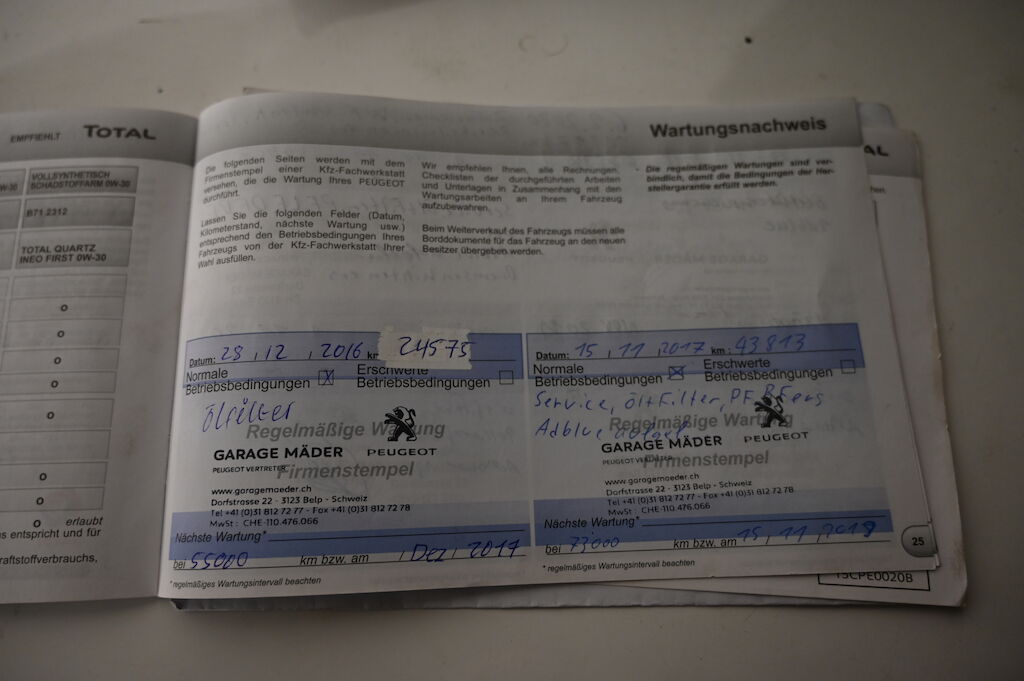 EMPFIEHLT TOTAL
W-30
VOLLSYNTHETISCH
SCHADSTOFFARM 0W-30
B71 2312
TOTAL QUARTZ
INEO FIRST 0W-30
o
o
o
o
o
o
o
o
erlaubt
s entspricht und für
raftstoffverbrauchs,
Wartungsnachweis
Die folgenden Seiten werden mit dem
Firmenstempel einer Kfz-Fachwerkstatt
versehen, die die Wartung Ihres PEUGEOT
durchführt.
Lassen Sie die folgenden Felder (Datum,
Kilometerstand, nächste Wartung usw.)
entsprechend den Betriebsbedingungen Ihres
Fahrzeugs von der Kfz-Fachwerkstatt Ihrer
Wahl ausfüllen.
Wir empfehlen Ihnen, alle Rechnungen,
Checklisten der durchgeführten Arbeiten
und Unterlagen in Zusammenhang mit den
Wartungsarbeiten an Ihrem Fahrzeug
aufzubewahren.
Beim Weiterverkauf des Fahrzeugs müssen alle
Borddokumente für das Fahrzeug an den neuen
Besitzer übergeben werden.
Die regelmäßigen Wartungen sind ver-
bindlich, damit die Bedingungen der Her-
stellergarantie erfüllt werden.
Datum: 28, 12, 2016 km 24575
Normale
Betriebsbedingungen
Erschwerte
Betriebsbedingungen
Ölfilter
Regelmäßige Wartung
GARAGE MÄDER PEUGEOT
PEUGEOT VERTRETER
Firmenstempel
www.garagemaeder.ch
Dorfstrasse 22 - 3123 Belp - Schweiz
Tel +41 (0)31 812 72 77 - Fax +41 (0)31 812 72 78
MwSt: CHE-110.476.066
Nächste Wartung*
bei 55000 km bzw. am / Dez / 2017
* regelmäßiges Wartungsintervall beachten
Datum: 15, 11, 2017 km: 43813
Normale
Betriebsbedingungen
Erschwerte
Betriebsbedingungen
Service, ölfilter, PF,
Adblue
Regelmäßige Wartung
GARAGE MÄDER PEUGEOT
PEUGEOT VERTRETER
Firmenstempel
www.garagemaeder.ch
Dorfstrasse 22 - 3123 Belp - Schweiz
Tel +41 (0)31 812 72 77 - Fax +41 (0)31 812 72 78
MwSt: CHE-110.476.066
Nächste Wartung*
bei 73000 km bzw. am 15, 11, 2019
* regelmäßiges Wartungsintervall beachten
25
AL
15CPE0020B